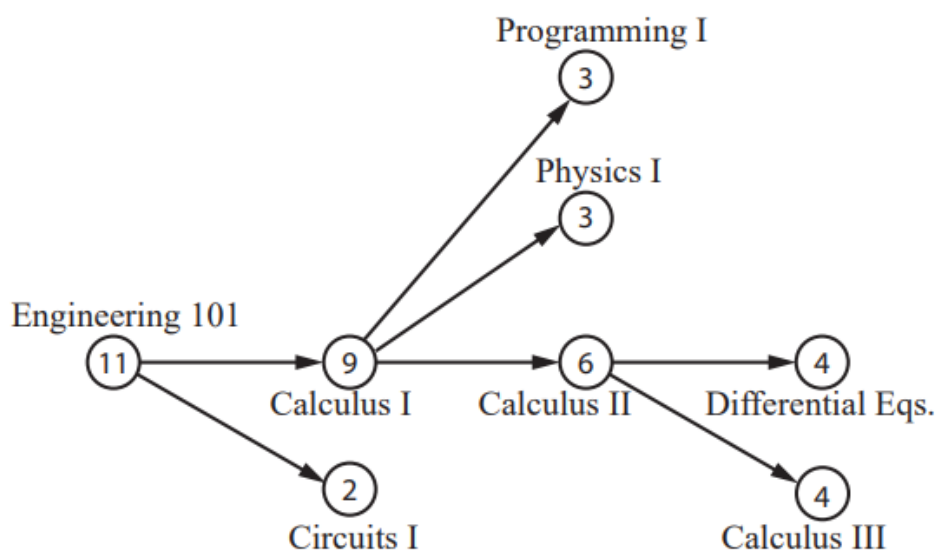 Programming I
3
Physics I
3
Engineering 101
11
9
6
4
Calculus I
Calculus II
Differential Eqs.
2
4
Circuits I
Calculus III